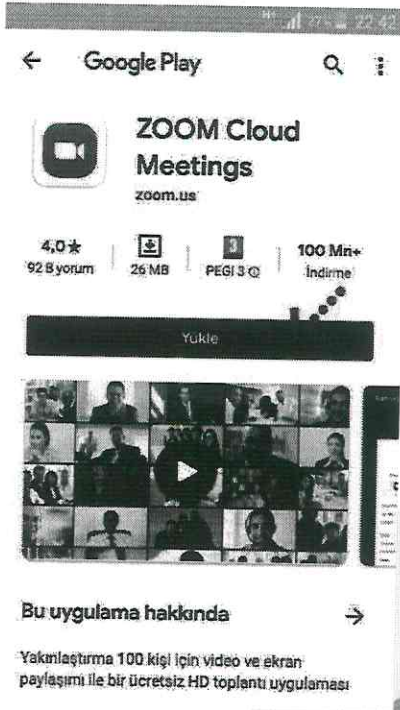 22:42
Google Play
ZOOM Cloud
Meetings
zoom.us
4,0★
92 B yorum
26 MB
3
PEGI 3
100 Mn+
İndirme
Yükle
Bu uygulama hakkında
Yakınlaştırma 100 kişi için video ve ekran
paylaşımı ile bir ücretsiz HD toplantı uygulaması